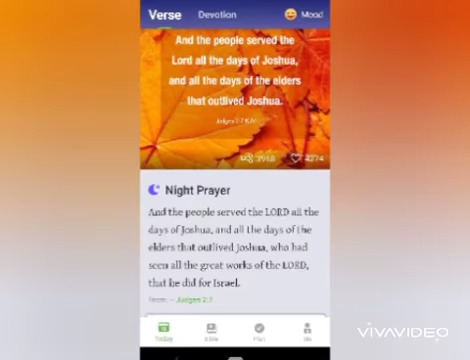 Verse Devotion Mood
And the people served the
Lord all the days of Joshua,
and all the days of the elders
that outlived Joshua.
Judges 2:7 KJV
3968 4274
Night Prayer
And the people served the LORD all the
days of Joshua, and all the days of the
elders that outlived Joshua, who had
seen all the great works of the LORD,
that he did for Israel.
Judges 2:7
Today Bible Plan Me
VIVAVIDEO